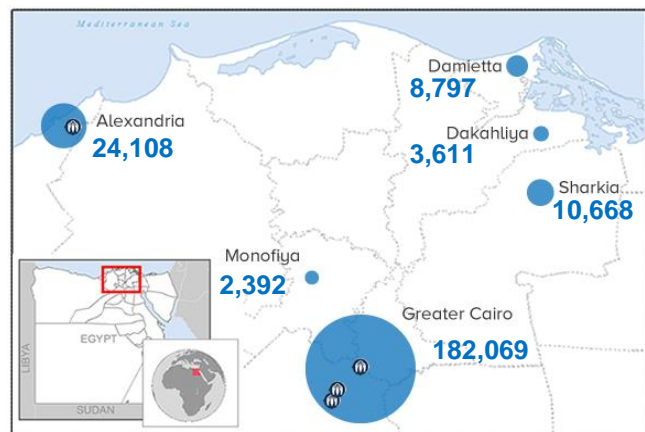 Mediterranean Sea
Damietta
8,797
Alexandria
24,108
Dakahliya
3,611
Sharkia
10,668
Monofiya
2,392
Greater Cairo
182,069
LIBYA
EGYPT
SUDAN